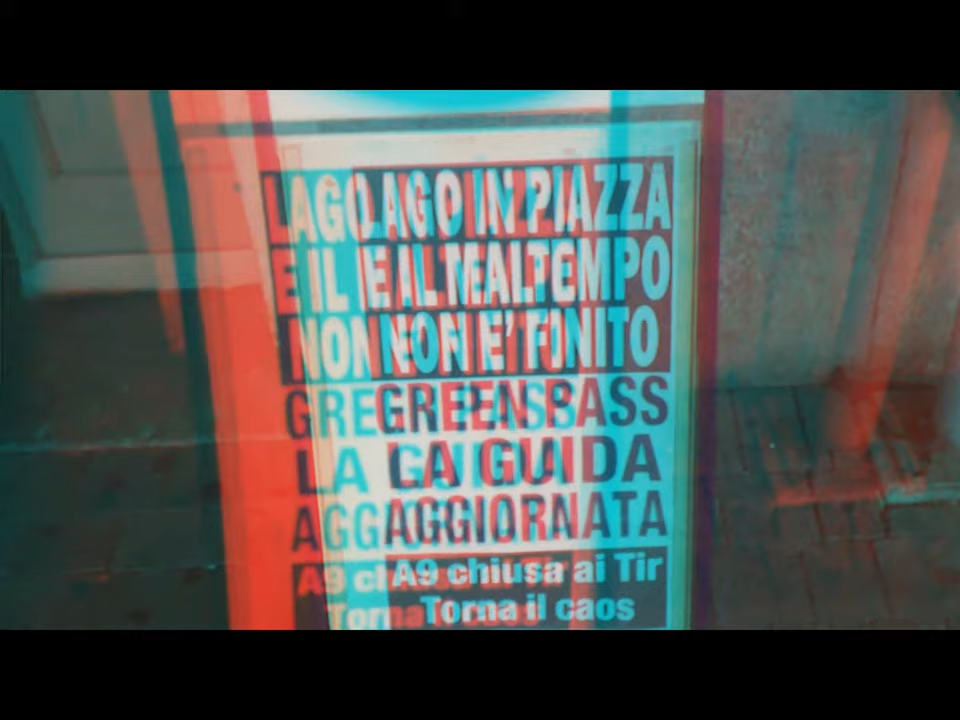 LAGO IN PIAZZA
E IL MALTEMPO
NON E' FINITO
GREEN PASS
LA GUIDA
AGGIORNATA
A9 chiusa ai Tir
Torna il caos